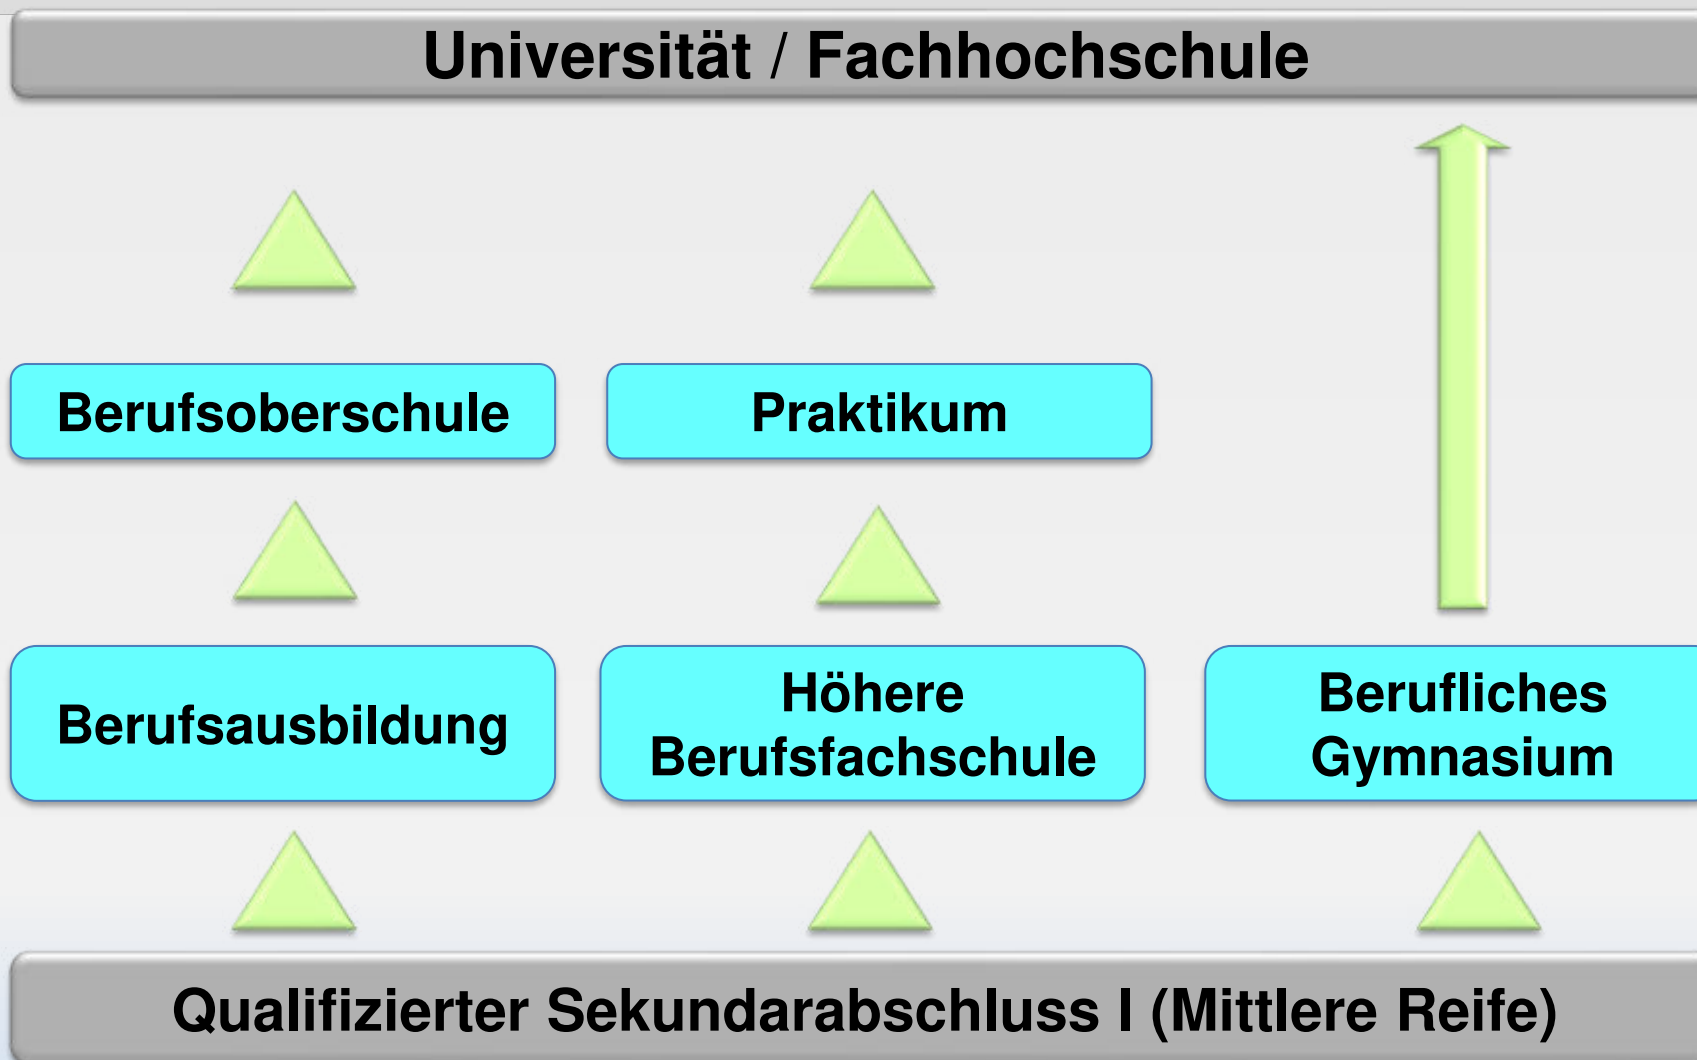 Universität / Fachhochschule
Berufsoberschule
Praktikum
Berufsausbildung
Höhere
Berufsfachschule
Berufliches
Gymnasium
Qualifizierter Sekundarabschluss I (Mittlere Reife)